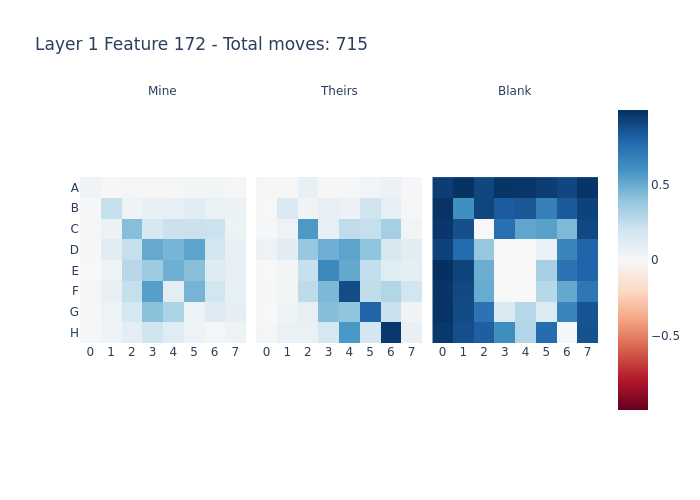 Layer 1 Feature 172 - Total moves: 715
Mine
Theirs
Blank
A
B
C
D
E
F
G
H
0 1 2 3 4 5 6 7
0 1 2 3 4 5 6 7
0 1 2 3 4 5 6 7
0.5
0
−0.5